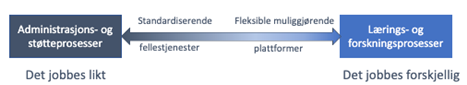 Administrasjons- og
støtteprosesser
Standardiserende
fellestjenester
Fleksible muliggjørende
plattformer
Lærings- og
forskningsprosesser
Det jobbes likt
Det jobbes forskjellig